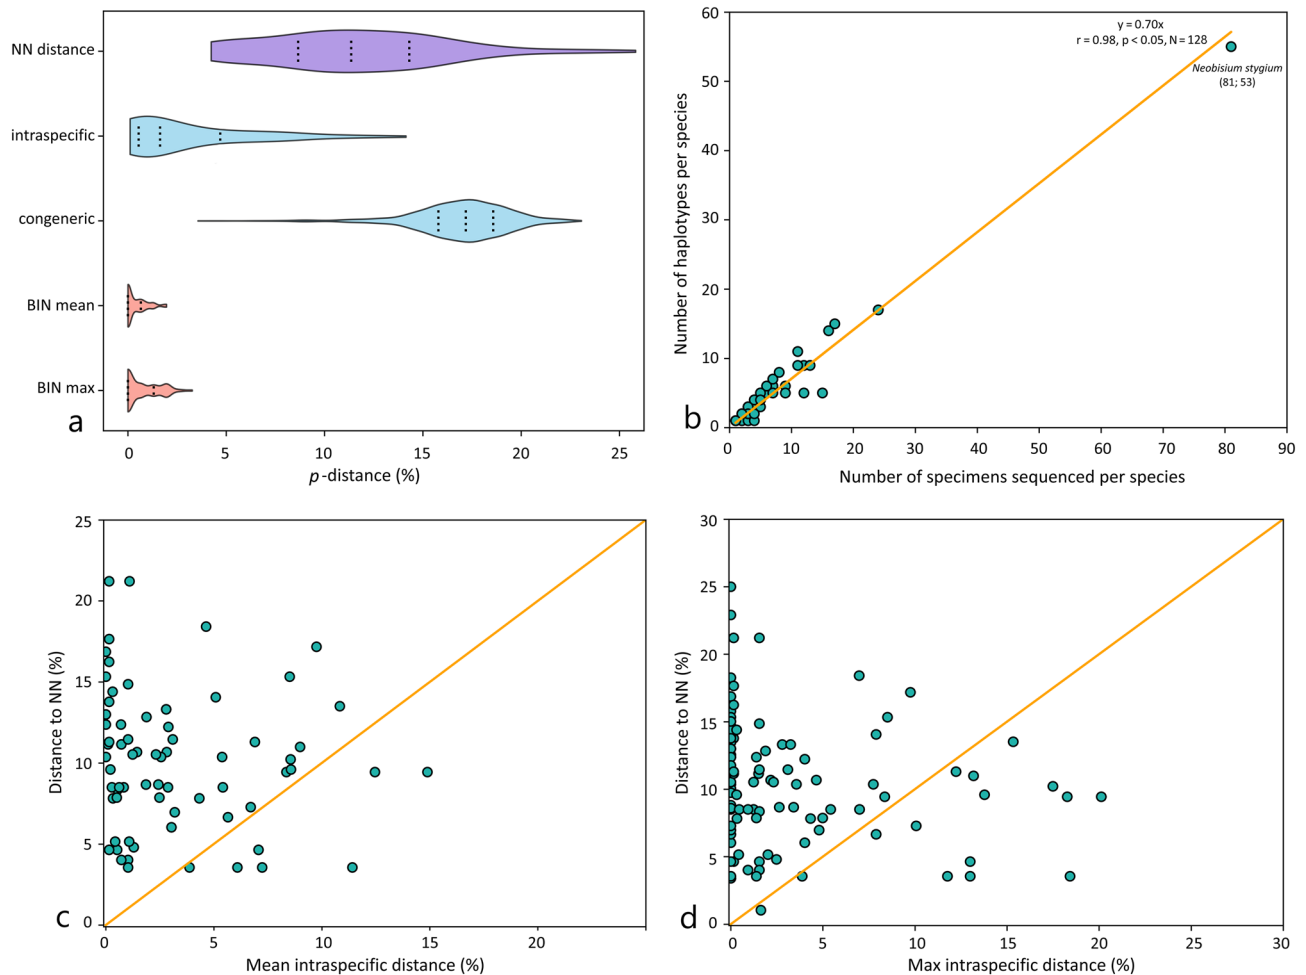 NN distance
intraspecific
congeneric
BIN mean
BIN max
a
0 5 10 15 20 25
p-distance (%)
60
50
40
30
20
10
0
y = 0.70x
r = 0.98, p < 0.05, N = 128
Neobisium stygium
(81; 53)
Number of haplotypes per species
b
0 10 20 30 40 50 60 70 80 90
Number of specimens sequenced per species
25
20
15
10
5
0
Distance to NN (%)
c
0 5 10 15 20
Mean intraspecific distance (%)
30
25
20
15
10
5
0
Distance to NN (%)
d
0 5 10 15 20 25 30
Max intraspecific distance (%)